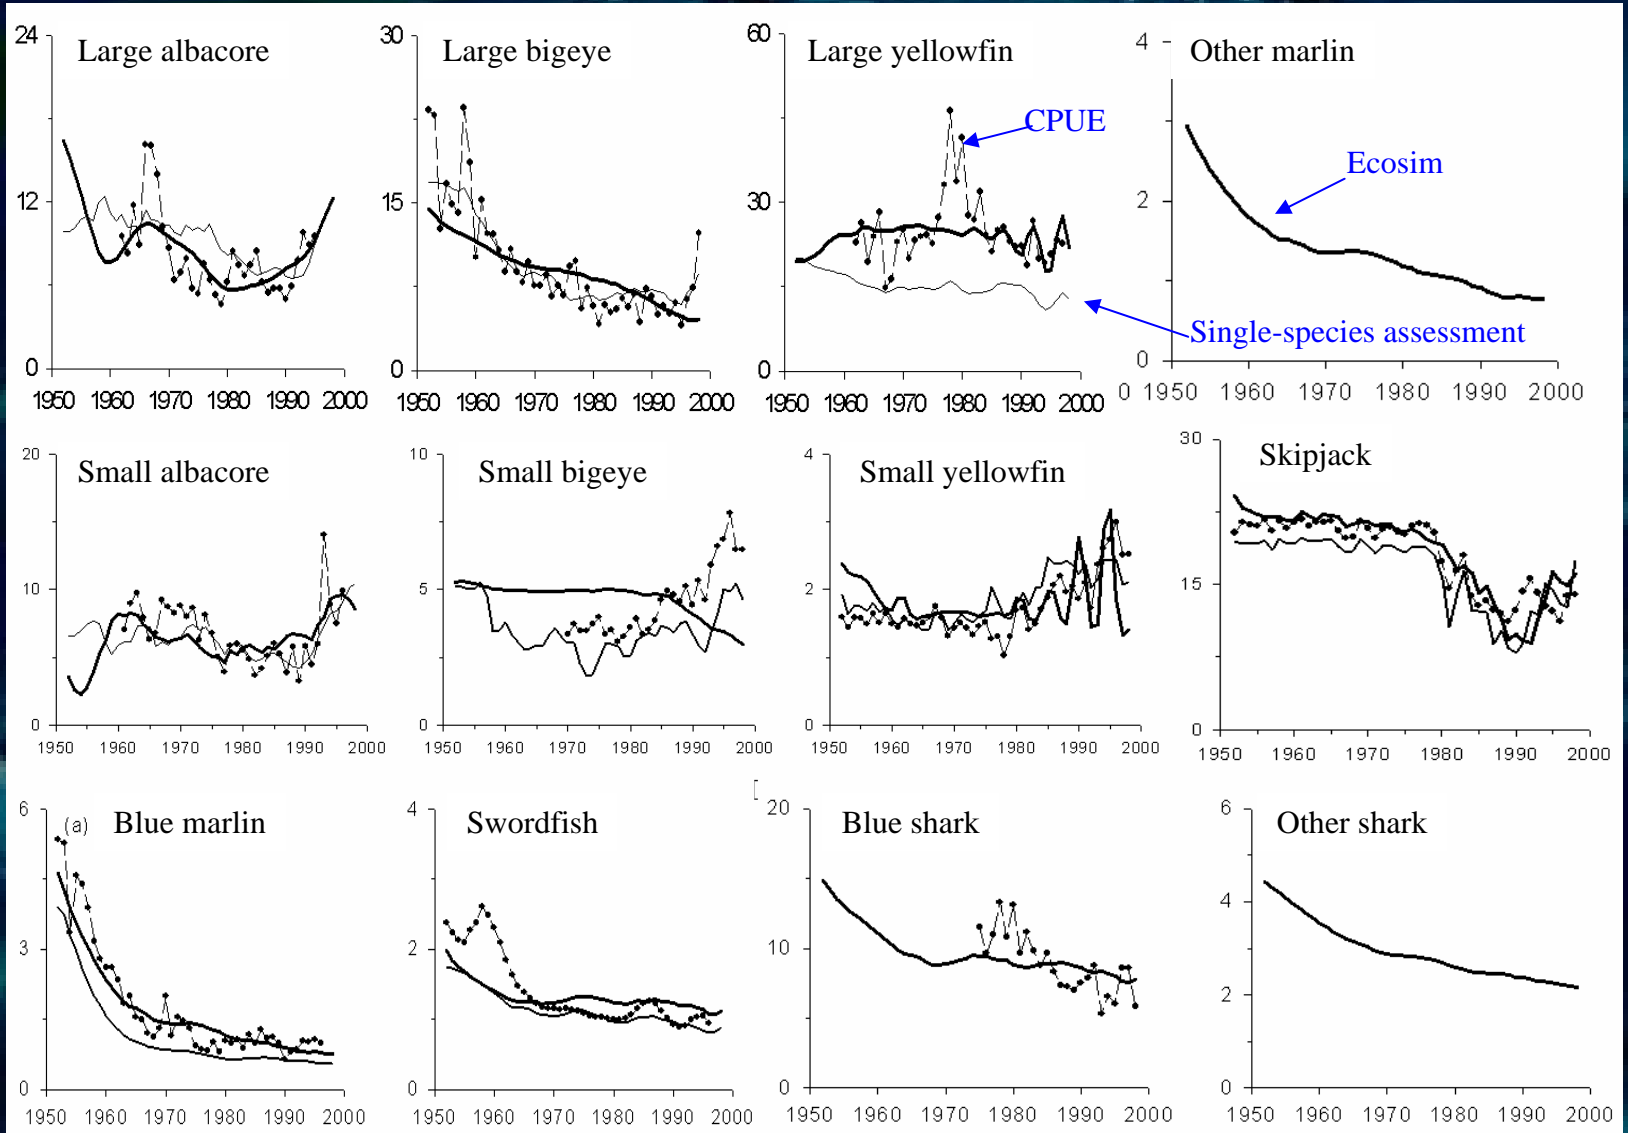 24
Large albacore
12
0
1950 1960 1970 1980 1990 2000
30
Large bigeye
15
0
1950 1960 1970 1980 1990 2000
60
Large yellowfin
CPUE
30
Single-species assessment
0
1950 1960 1970 1980 1990 2000
0
4
Other marlin
Ecosim
2
0
1950 1960 1970 1980 1990 2000
20
Small albacore
10
0
1950 1960 1970 1980 1990 2000
10
Small bigeye
5
0
1950 1960 1970 1980 1990 2000
4
Small yellowfin
2
0
1950 1960 1970 1980 1990 2000
30
Skipjack
15
0
1950 1960 1970 1980 1990 2000
6
(a) Blue marlin
3
0
1950 1960 1970 1980 1990 2000
4
Swordfish
2
0
1950 1960 1970 1980 1990 2000
[
20
Blue shark
10
0
1950 1960 1970 1980 1990 2000
6
Other shark
4
2
0
1950 1960 1970 1980 1990 2000